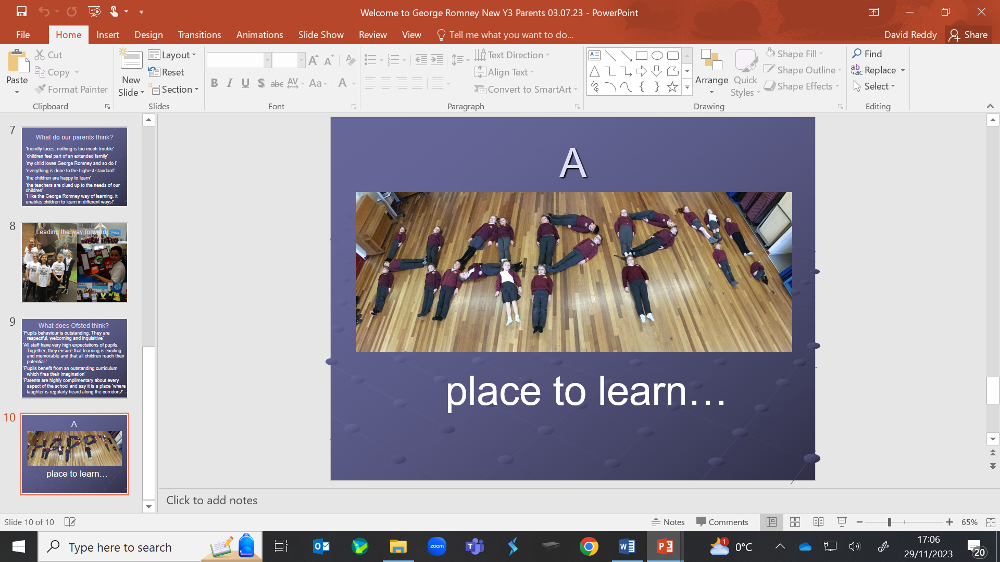 Welcome to George Romney New Y3 Parents 03.07.23 - PowerPoint
File Home Insert Design Transitions Animations Slide Show Review View Tell me what you want to do... David Reddy Share
Paste
Cut
Copy
Format Painter
Clipboard
New Slide
Layout
Reset
Section
Slides
B I U S abc AV Aa A
Font
Text Direction
Align Text
Convert to SmartArt
Paragraph
Arrange
Quick Styles
Shape Fill
Shape Outline
Shape Effects
Drawing
Find
Replace
Select
Editing
7
What do our parents think?
'friendly faces, nothing is too much trouble'
'children feel part of an extended family'
'my child loves George Romney and so do I'
'everything is done to the highest standard'
'the children are happy to learn'
'the teachers are clued up to the needs of our
children'
'I like the George Romney way of learning, it
enables children to learn in different ways!'
8
Leading the way forward
9
What does Ofsted think?
'Pupils behaviour is outstanding. They are
respectful, welcoming and inquisitive'
'All staff have very high expectations of pupils.
Together, they ensure that learning is exciting
and memorable and that all children reach their
potential.'
'Pupils benefit from an outstanding curriculum
which fires their imagination'
'Parents are highly complimentary about every
aspect of the school and say it is a place 'where
laughter is regularly heard along the corridors!'
10
A
HAPPY
place to learn...
A
HAPPY
place to learn...
Click to add notes
Slide 10 of 10 Notes Comments 65%
Type here to search zoom 1 0°C 17:06
29/11/2023
20